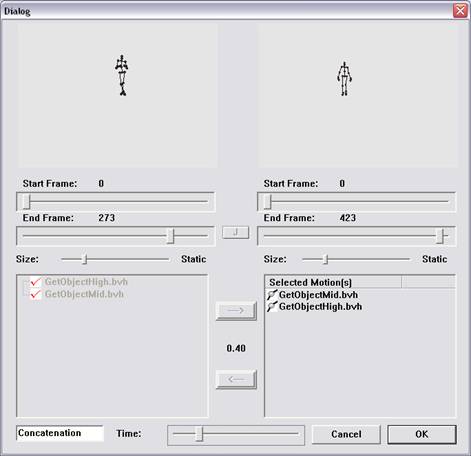 Dialog
Start Frame: 0
Start Frame: 0
End Frame: 273
J
End Frame: 423
Size: Static
Size: Static
GetObjectHigh.bvh
GetObjectMid.bvh
Selected Motion(s)
GetObjectMid.bvh
GetObjectHigh.bvh
0.40
Concatenation
Time:
Cancel
OK